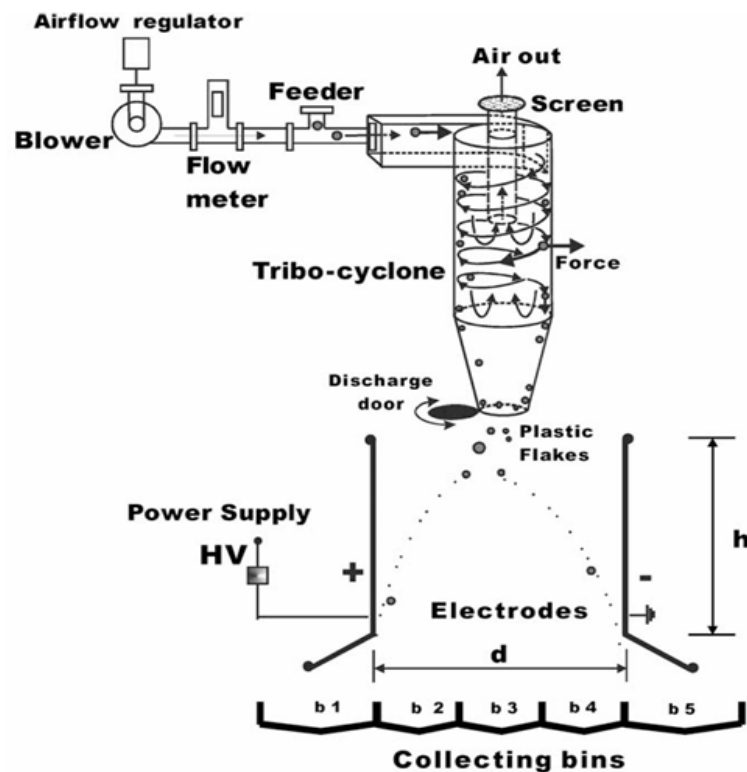 Airflow regulator
Air out
Feeder
Screen
Blower
Flow
meter
Tribo-cyclone
Force
Discharge
door
Plastic
Flakes
Power Supply
HV
h
+
-
Electrodes
d
b 1
b 2
b 3
b 4
b 5
Collecting bins